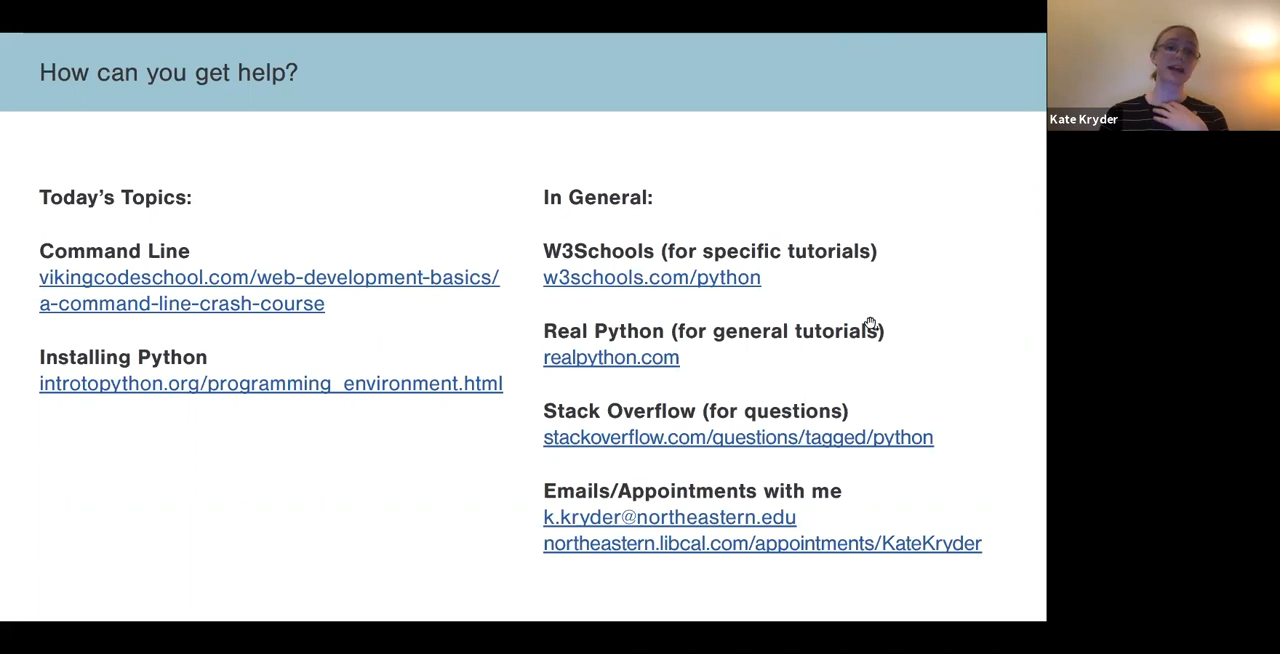 How can you get help?
Kate Kryder
Today’s Topics:
Command Line
vikingcodeschool.com/web-development-basics/
a-command-line-crash-course
Installing Python
introtopython.org/programming_environment.html
In General:
W3Schools (for specific tutorials)
w3schools.com/python
Real Python (for general tutorials)
realpython.com
Stack Overflow (for questions)
stackoverflow.com/questions/tagged/python
Emails/Appointments with me
k.kryder@northeastern.edu
northeastern.libcal.com/appointments/KateKryder